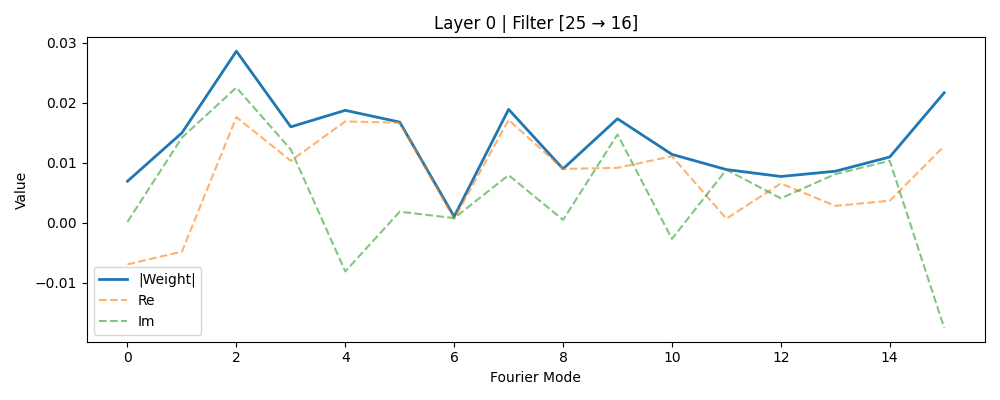 Layer 0 | Filter [25 → 16]
0.03
0.02
0.01
0.00
−0.01
Value
|Weight|
Re
Im
0 2 4 6 8 10 12 14
Fourier Mode